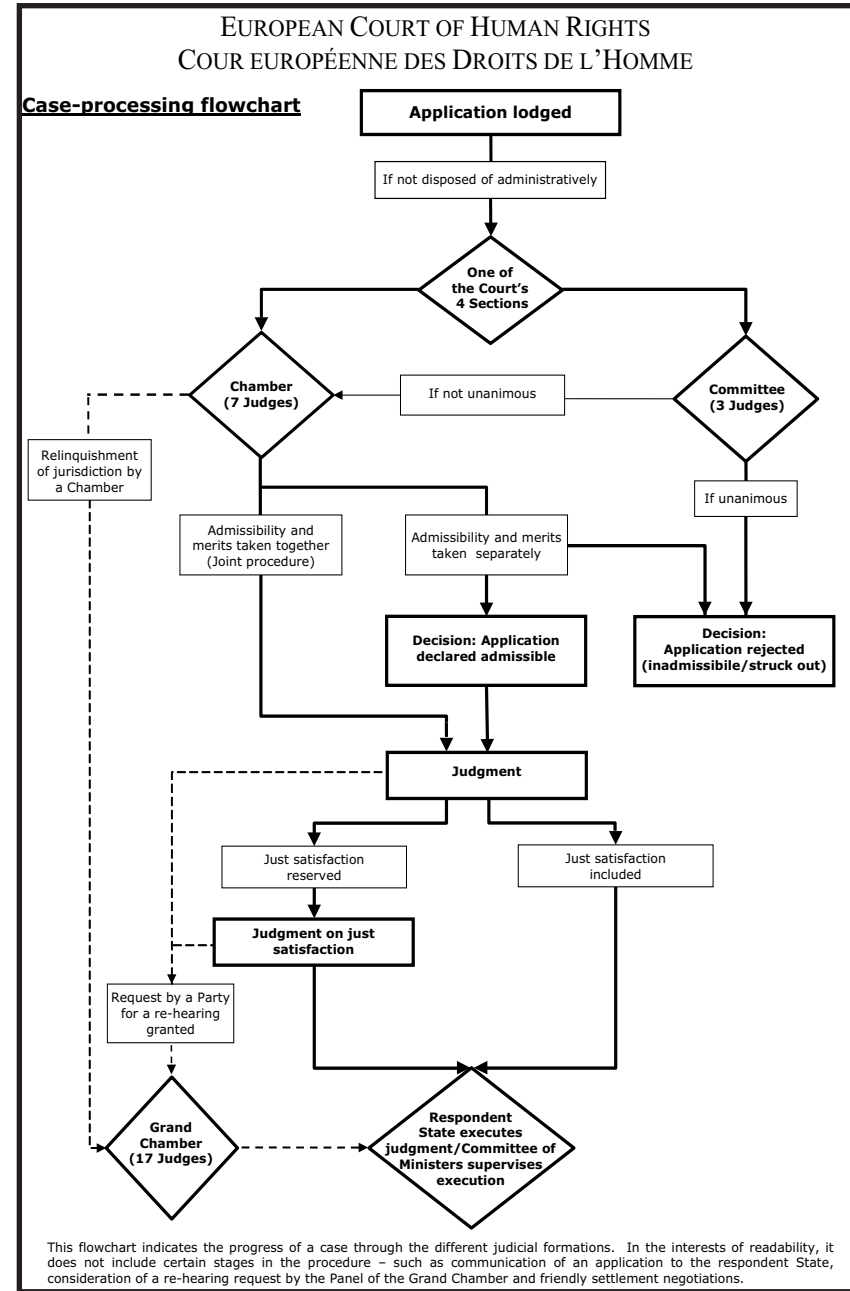 EUROPEAN COURT OF HUMAN RIGHTS
COUR EUROPÉENNE DES DROITS DE L’HOMME
Case-processing flowchart
Application lodged
If not disposed of administratively
One of
the Court’s
4 Sections
Chamber
(7 Judges)
If not unanimous
Committee
(3 Judges)
Relinquishment
of jurisdiction by
a Chamber
If unanimous
Admissibility and
merits taken together
(Joint procedure)
Admissibility and merits
taken separately
Decision: Application
declared admissible
Decision:
Application rejected
(inadmissibile/struck out)
Judgment
Just satisfaction
reserved
Just satisfaction
included
Judgment on just
satisfaction
Request by a Party
for a re-hearing
granted
Grand
Chamber
(17 Judges)
Respondent
State executes
judgment/Committee of
Ministers supervises
execution
This flowchart indicates the progress of a case through the different judicial formations. In the interests of readability, it
does not include certain stages in the procedure – such as communication of an application to the respondent State,
consideration of a re-hearing request by the Panel of the Grand Chamber and friendly settlement negotiations.